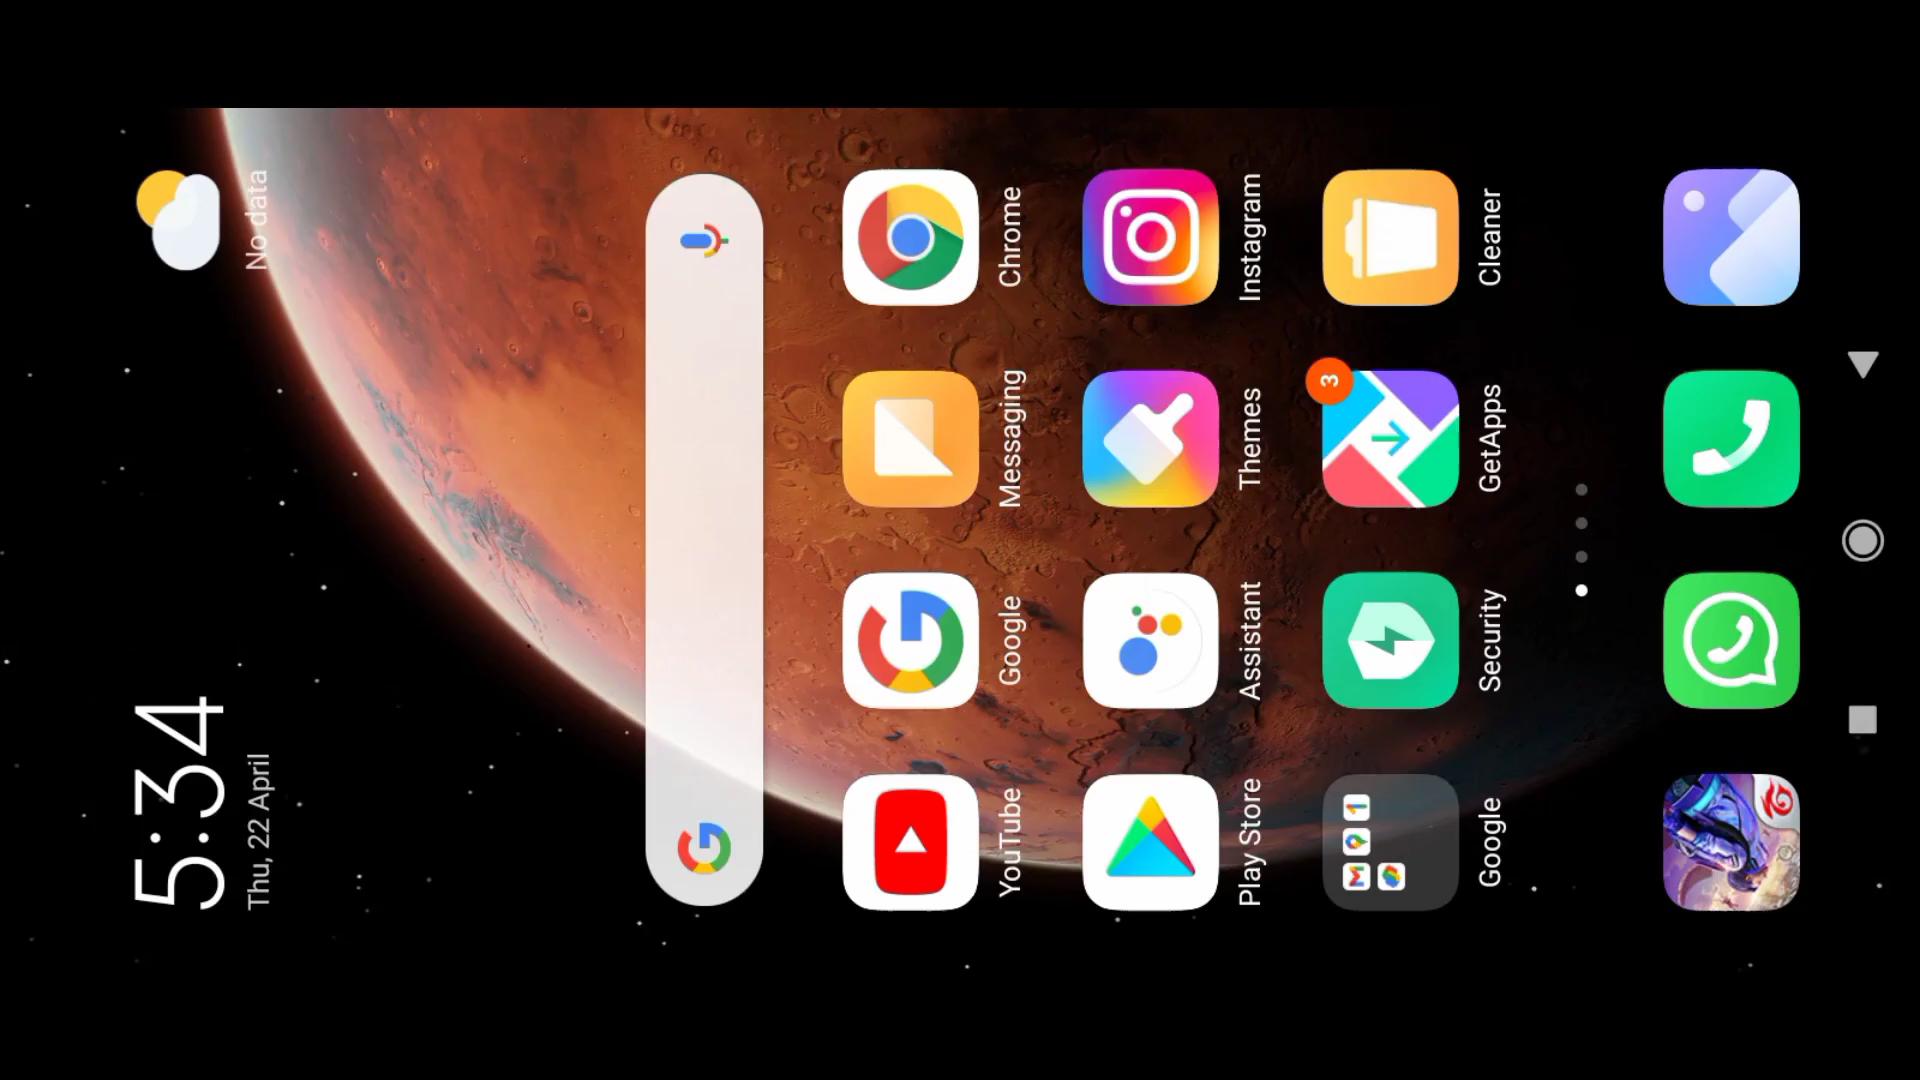 5:34
Thu, 22 April
No data
YouTube
Google
Messaging
Chrome
Play Store
Assistant
Themes
Instagram
3
Google
Security
GetApps
Cleaner